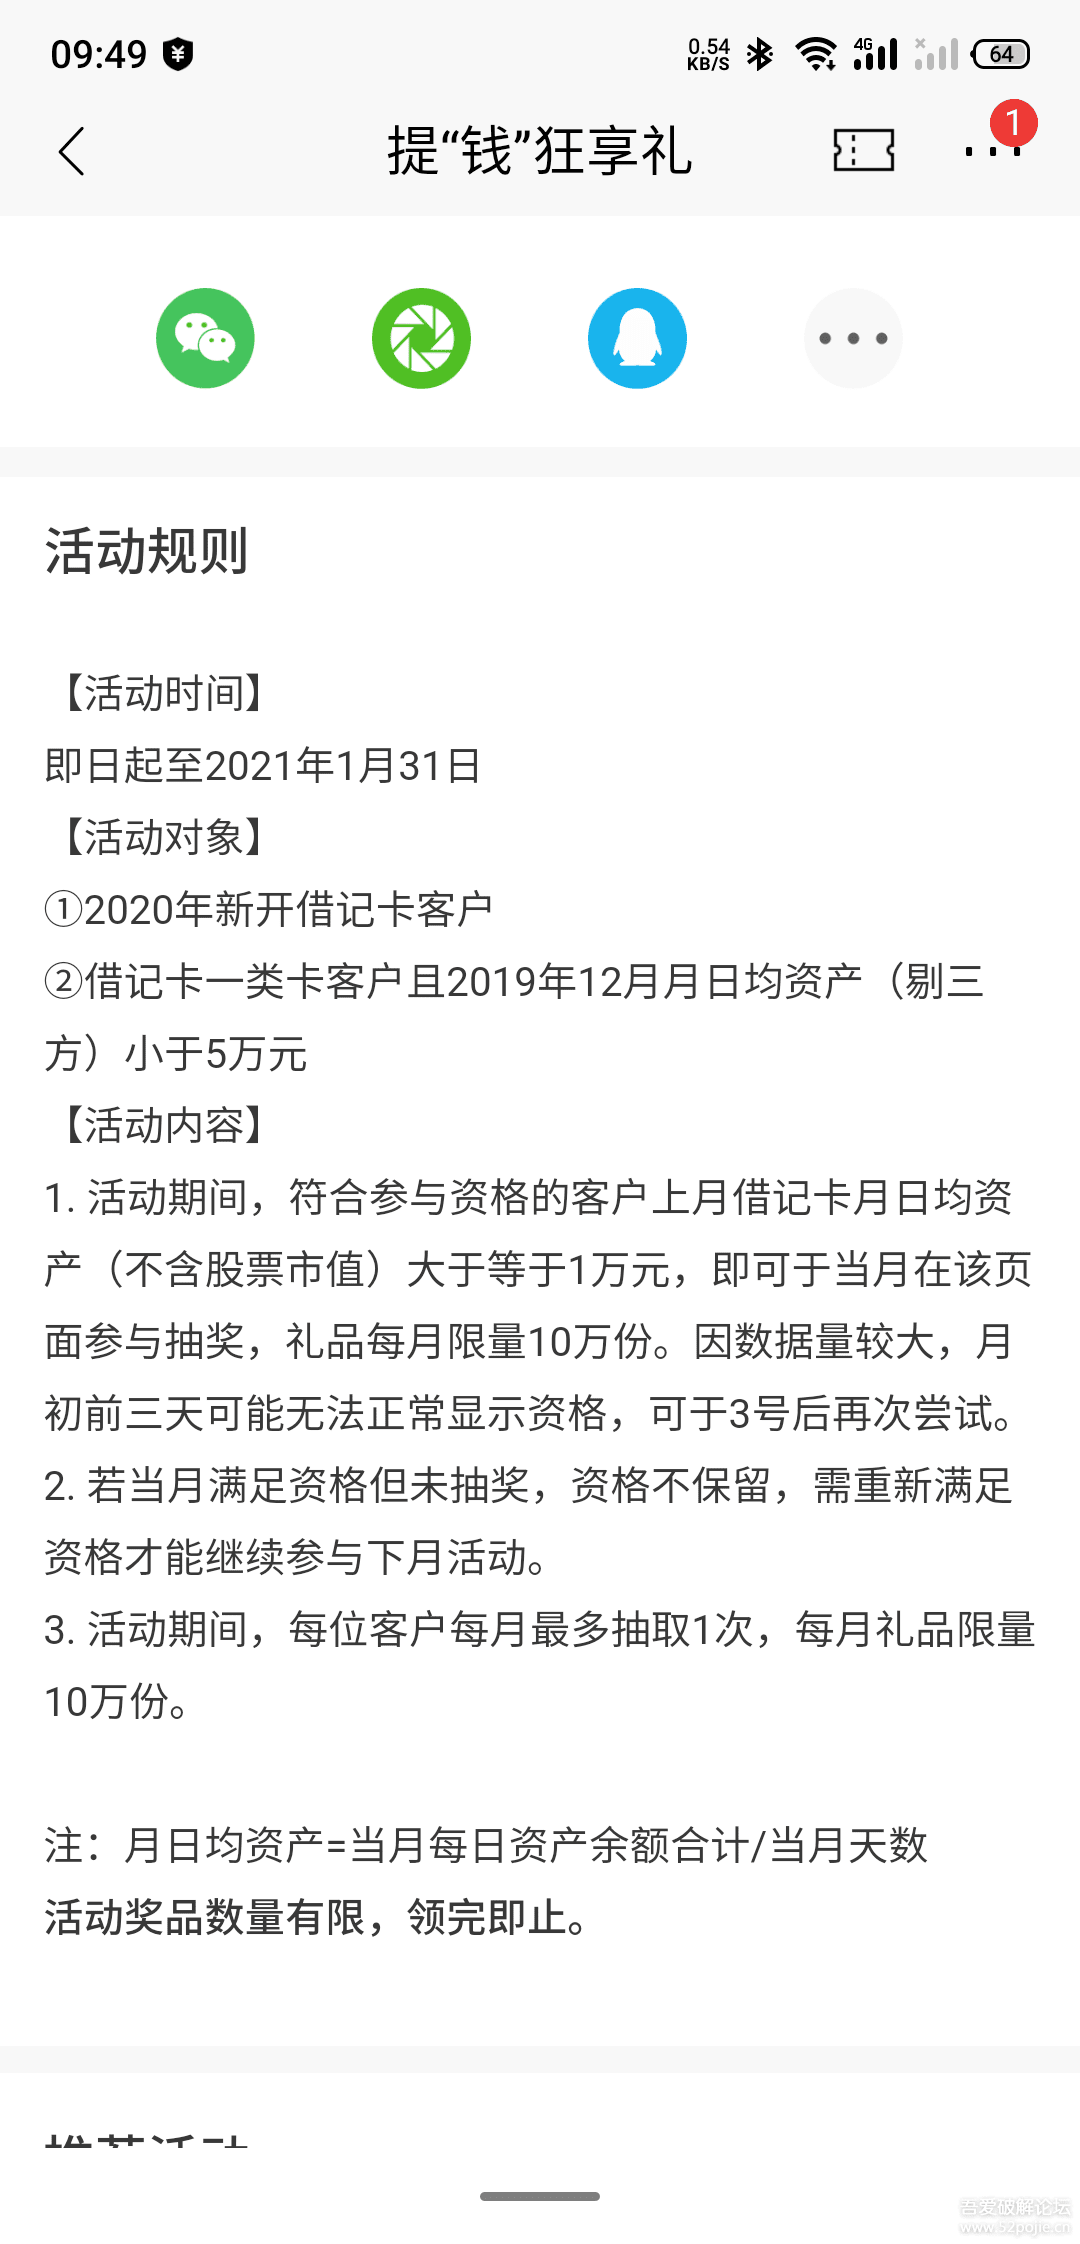 09:49
0.54
KB/S
4G
64
提“钱”狂享礼
1
活动规则
【活动时间】
即日起至2021年1月31日
【活动对象】
①2020年新开借记卡客户
②借记卡一类卡客户且2019年12月月日均资产（剔三
方）小于5万元
【活动内容】
1. 活动期间，符合参与资格的客户上月借记卡月日均资
产（不含股票市值）大于等于1万元，即可于当月在该页
面参与抽奖，礼品每月限量10万份。因数据量较大，月
初前三天可能无法正常显示资格，可于3号后再次尝试。
2. 若当月满足资格但未抽奖，资格不保留，需重新满足
资格才能继续参与下月活动。
3. 活动期间，每位客户每月最多抽取1次，每月礼品限量
10万份。
注：月日均资产=当月每日资产余额合计/当月天数
活动奖品数量有限，领完即止。
吾爱破解论坛
www.52pojie.cn